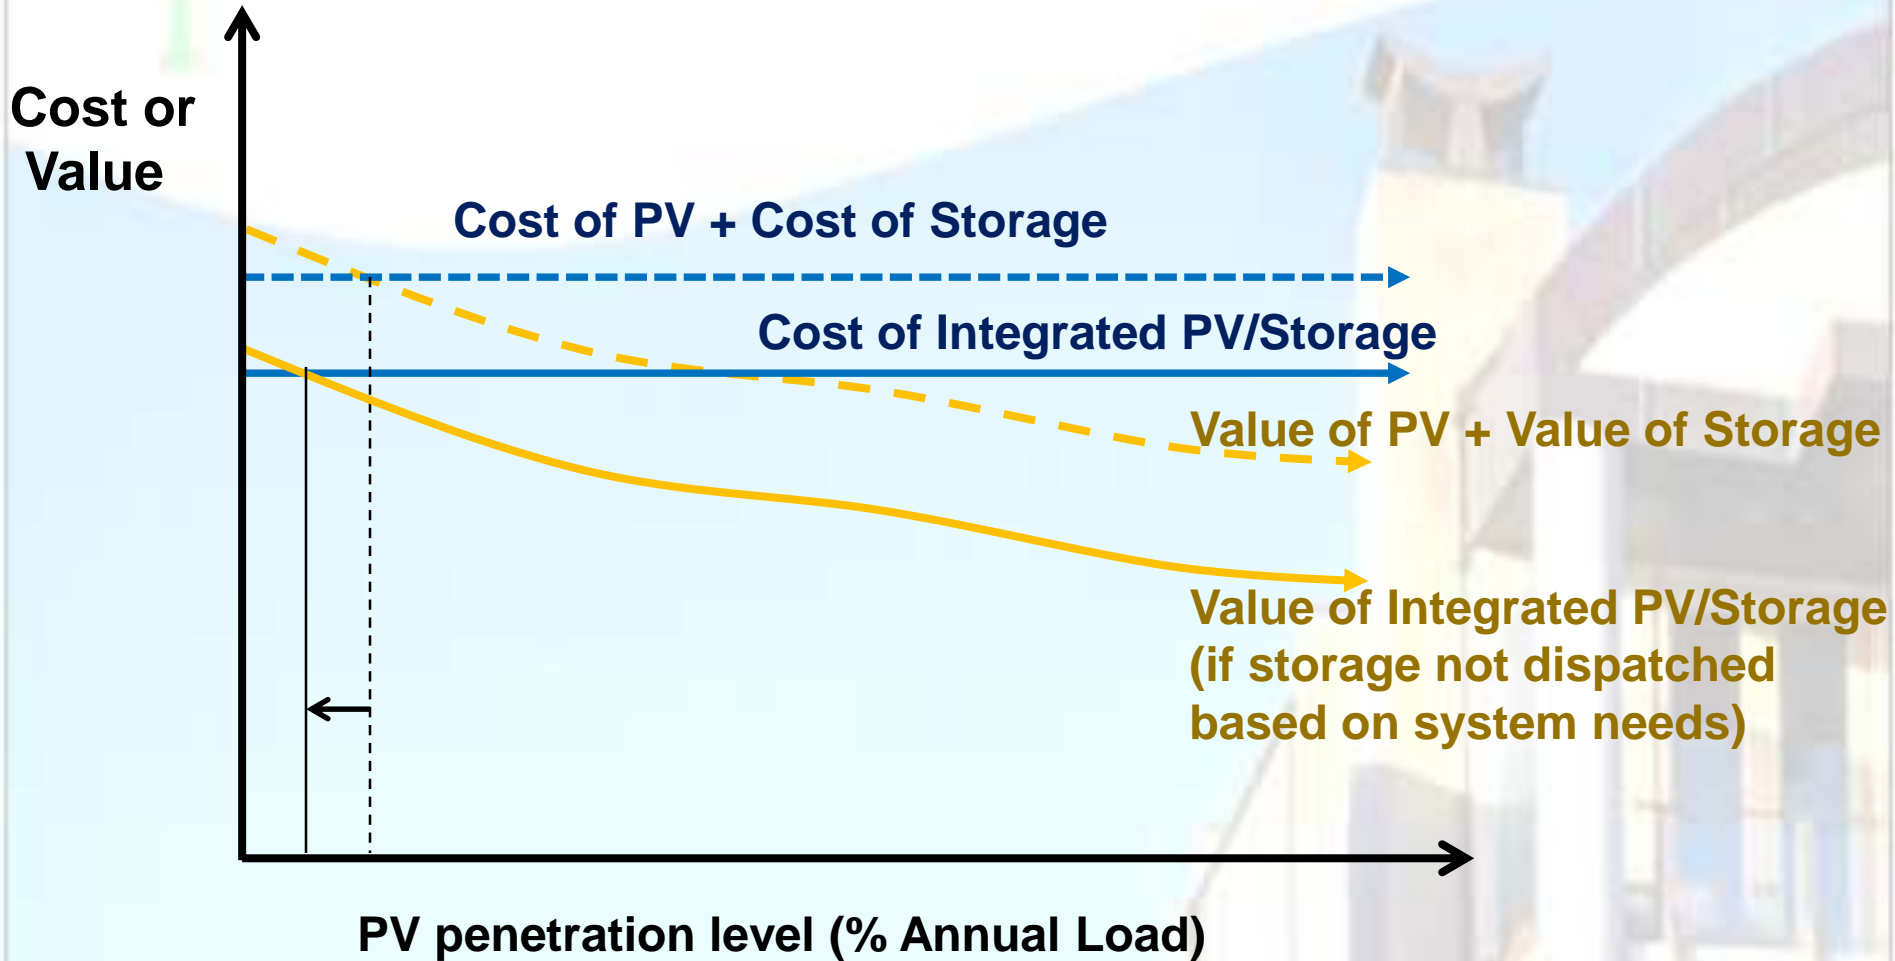 Cost or
Value
Cost of PV + Cost of Storage
Cost of Integrated PV/Storage
Value of PV + Value of Storage
Value of Integrated PV/Storage
(if storage not dispatched
based on system needs)
PV penetration level (% Annual Load)